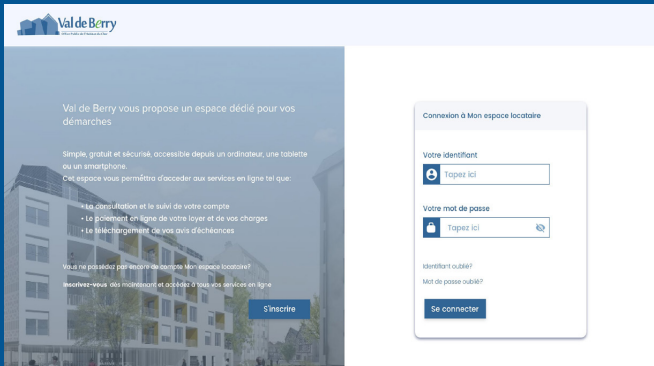 Val de Berry
Val de Berry vous propose un espace dédié pour vos
démarches
Simple, gratuit et sécurisé, accessible depuis un ordinateur, une tablette
ou un smartphone.
Cet espace vous permettra d'acceder aux services en ligne tel que:
• La consultation et le suivi de votre compte
• Le paiement en ligne de votre loyer et de vos charges
• Le téléchargement de vos avis d'échéances
Vous ne possédez pas encore de compte Mon espace locataire?
Inscrivez-vous dès maintenant et accédez à tous vos services en ligne
S'inscrire
Connexion à Mon espace locataire
Votre identifiant
Tapez ici
Votre mot de passe
Tapez ici
Identifiant oublié?
Mot de passe oublié?
Se connecter